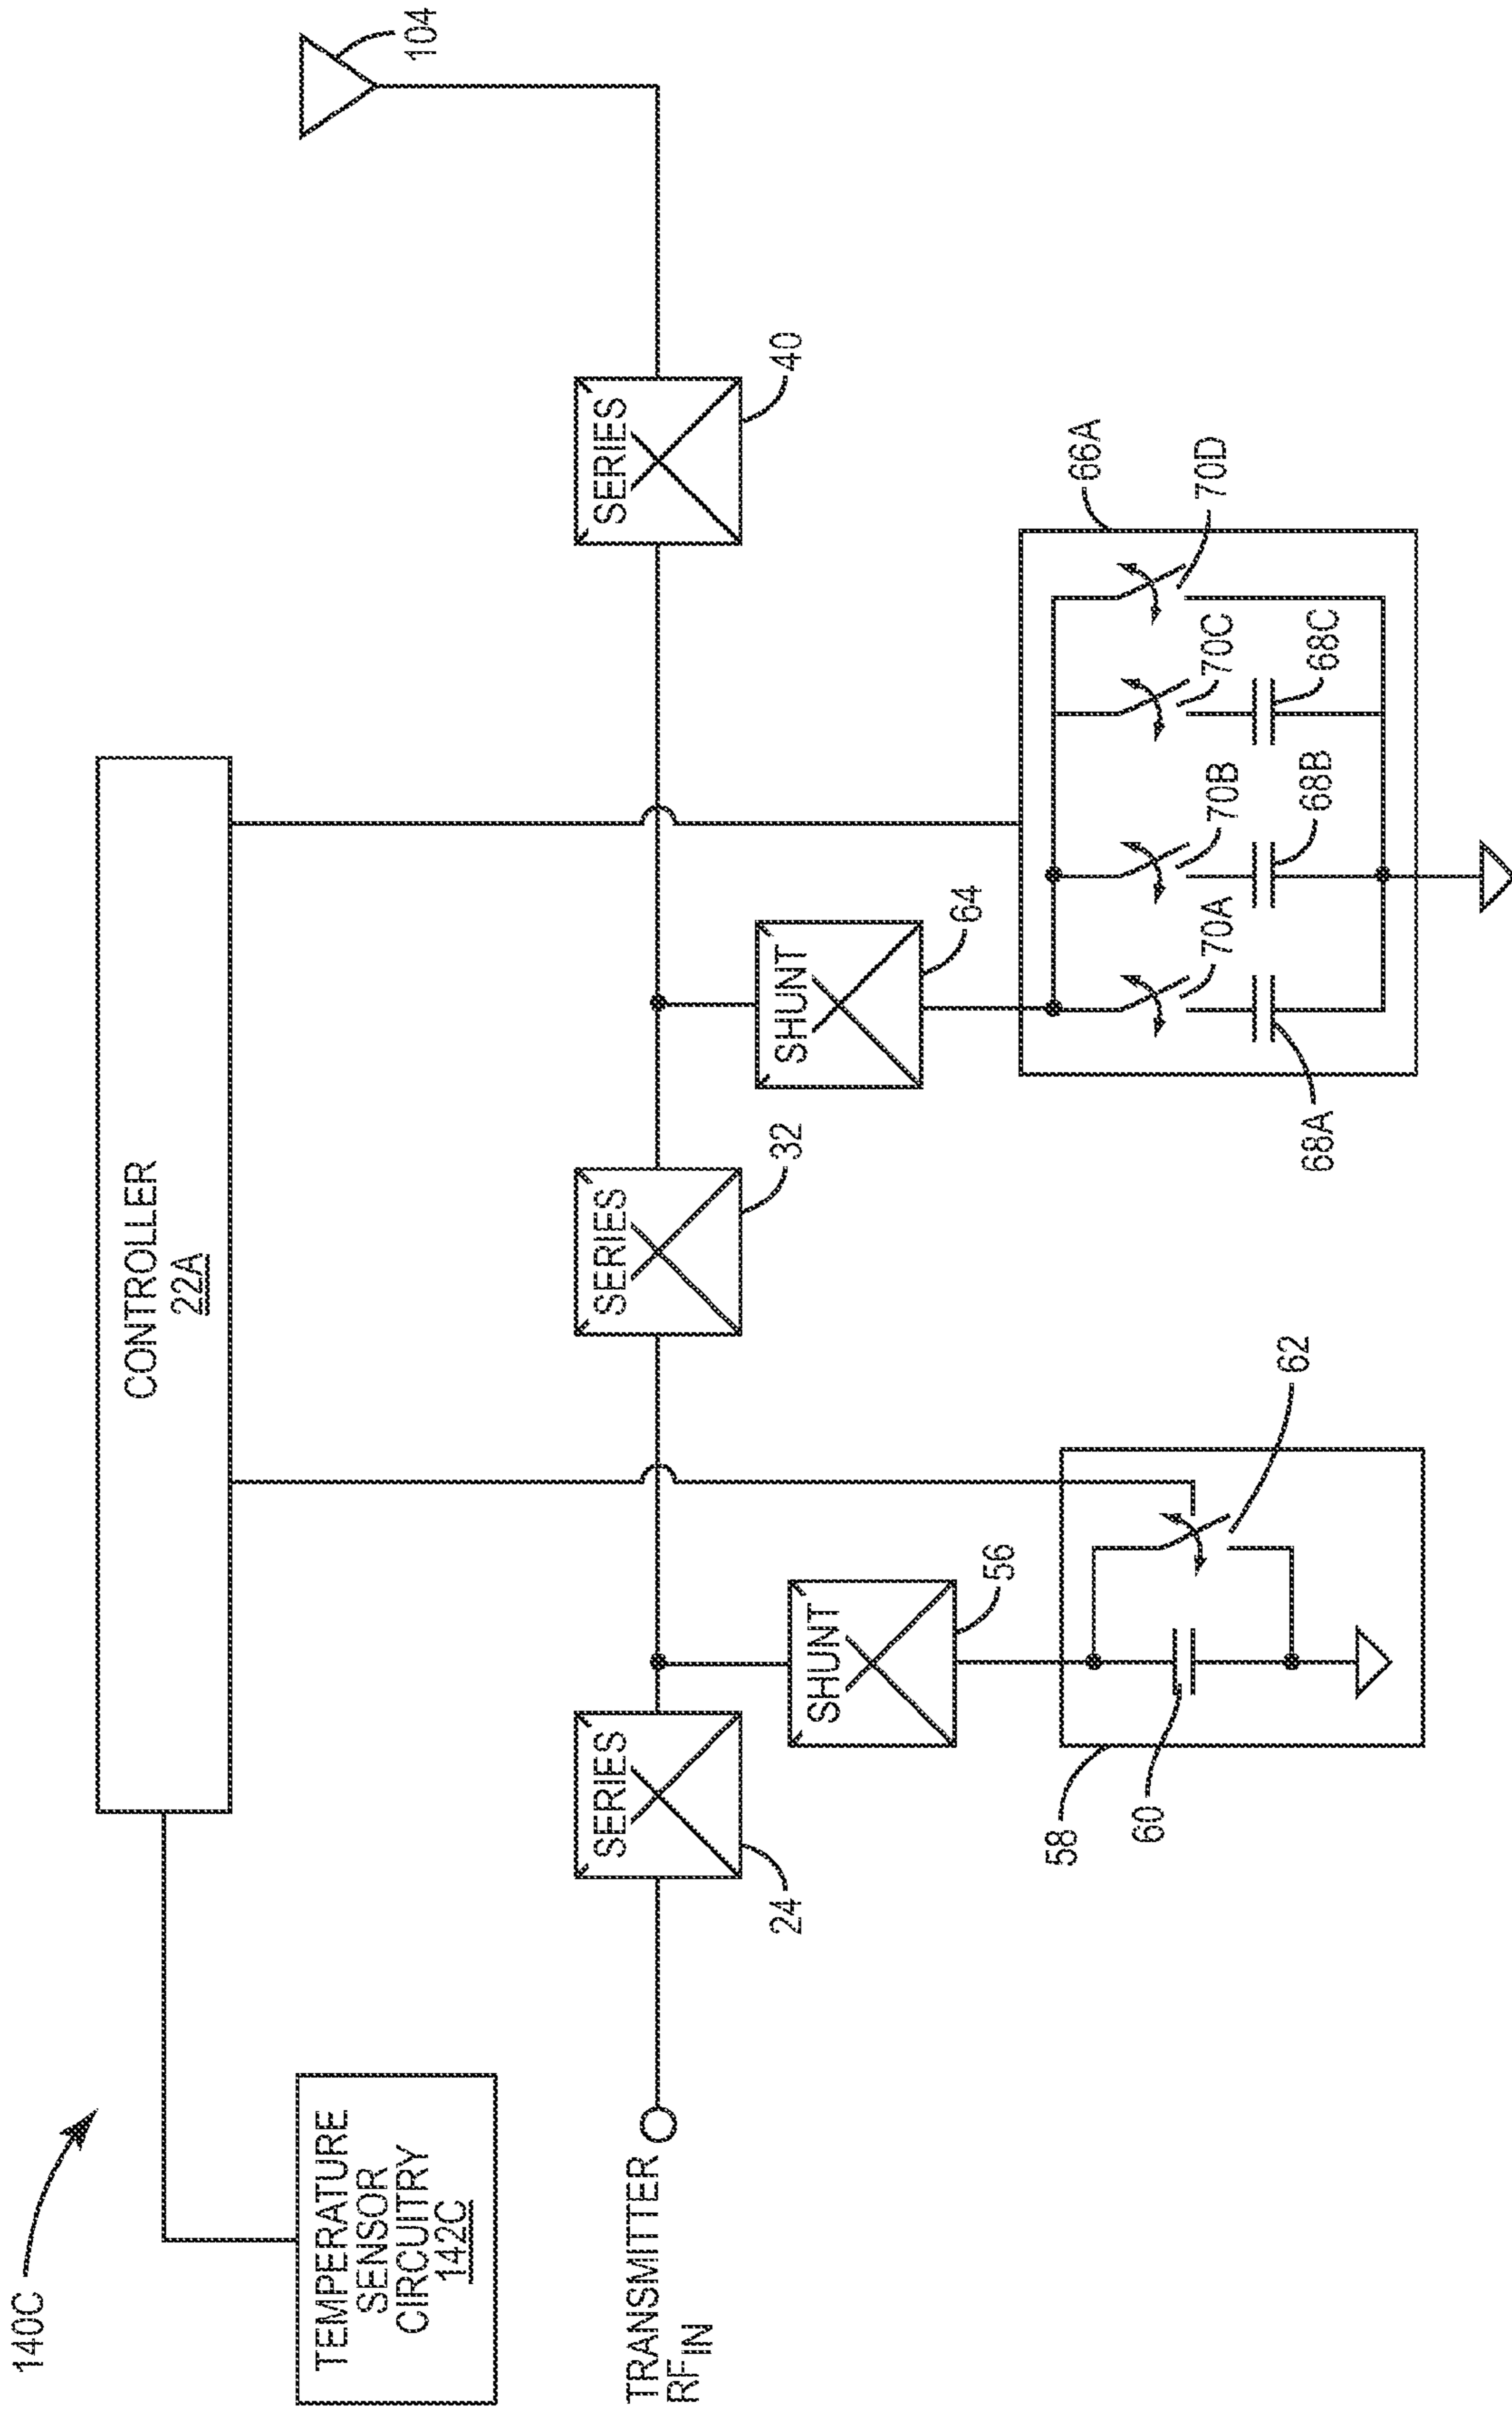 140C
CONTROLLER
22A
104
TEMPERATURE
SENSOR
CIRCUITRY
142C
TRANSMITTER
RFIN
SERIES
24
SERIES
32
SERIES
40
SHUNT
56
SHUNT
64
58
60
62
66A
70A
70B
70C
70D
68A
68B
68C